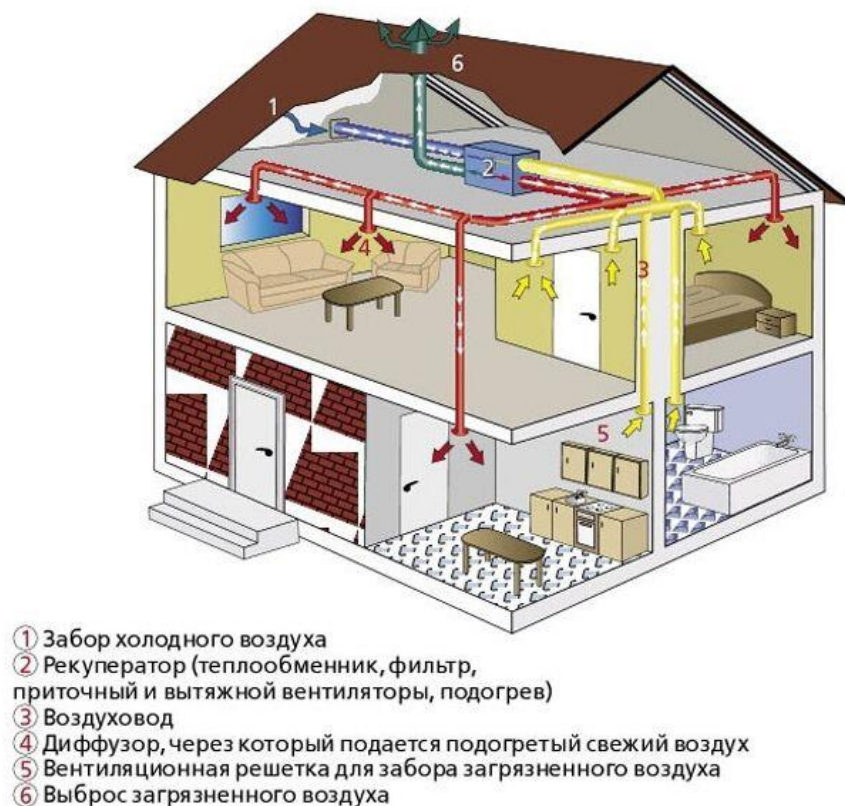 6
1
2
4
3
5
① Забор холодного воздуха
② Рекуператор (теплообменник, фильтр,
приточный и вытяжной вентиляторы, подогрев)
③ Воздуховод
④ Диффузор, через который подается подогретый свежий воздух
⑤ Вентиляционная решетка для забора загрязненного воздуха
⑥ Выброс загрязненного воздуха